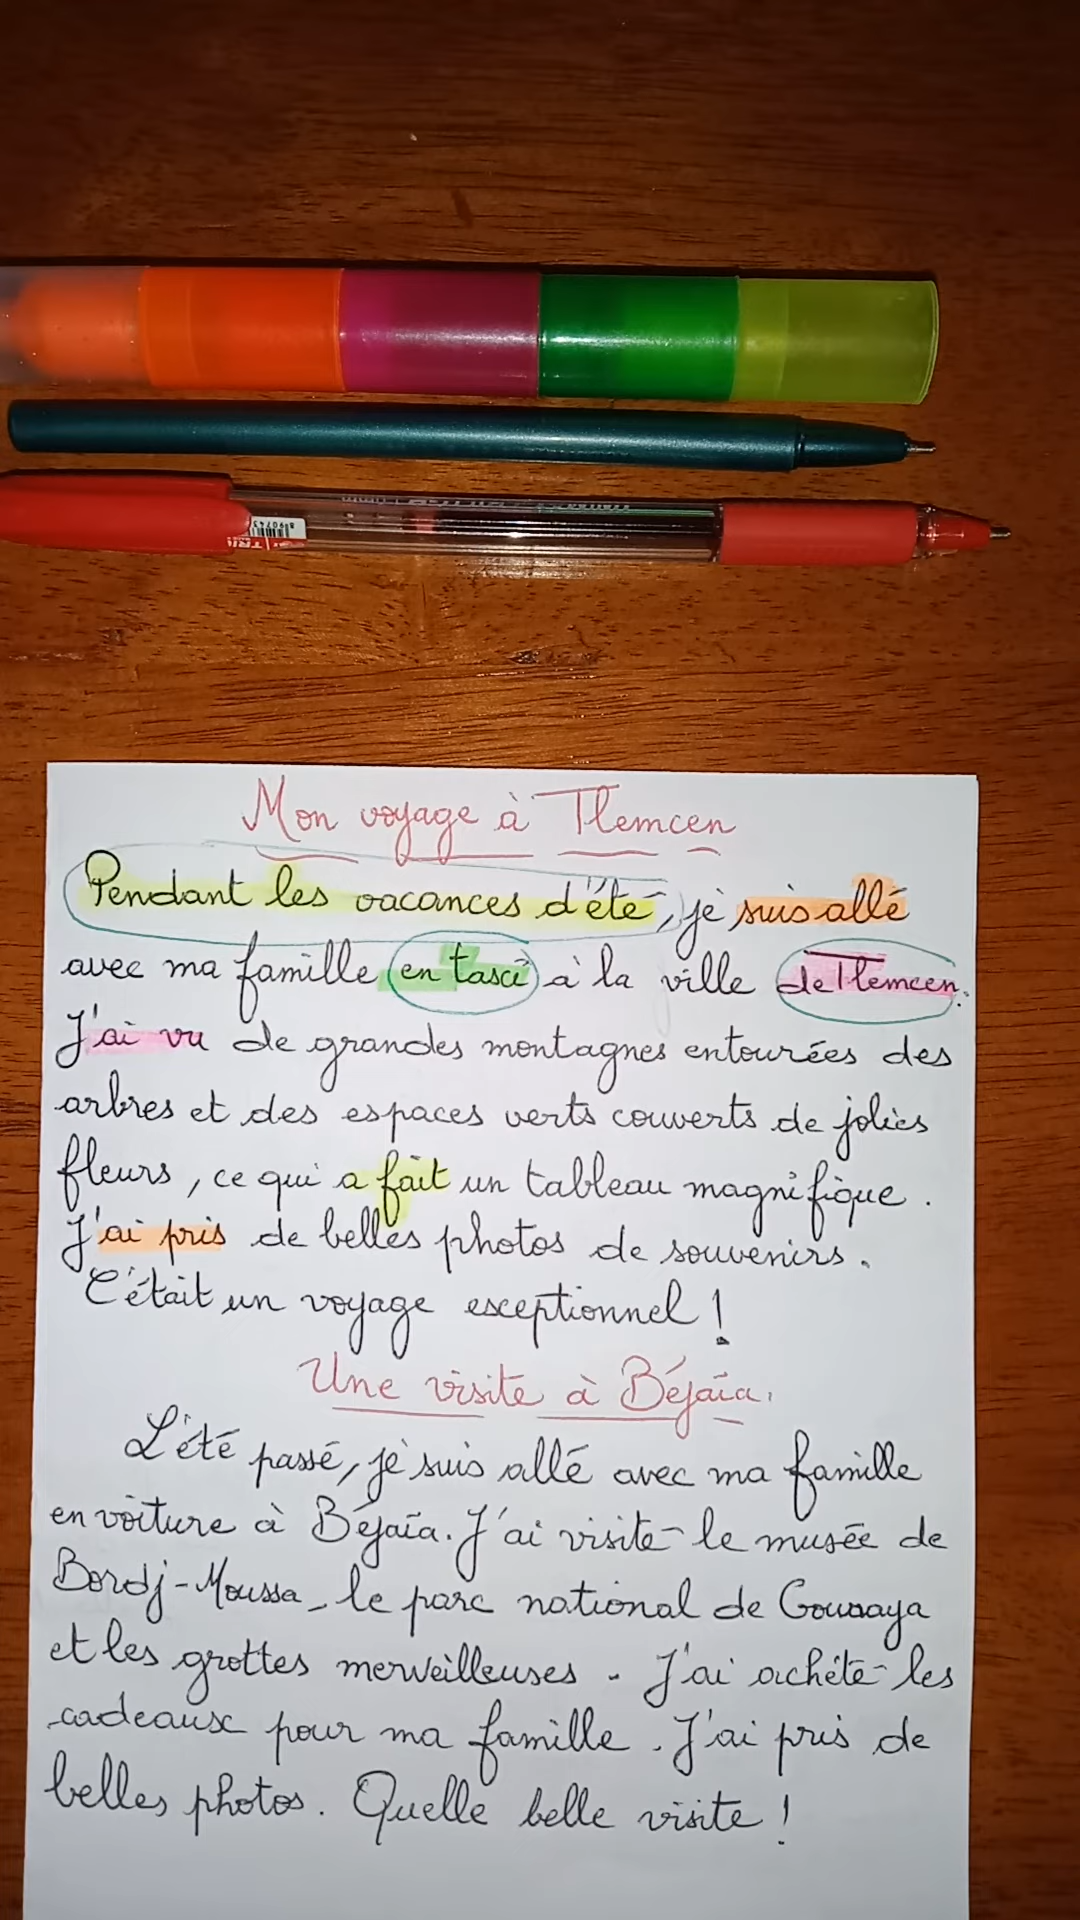 Mon voyage à Tlemcen
Pendant les vacances d'été, je suis allé
avec ma famille en taxi à la ville de Tlemcen.
J'ai vu de grandes montagnes entourées des
arbres et des espaces verts couverts de jolies
fleurs, ce qui a fait un tableau magnifique.
J'ai pris de belles photos de souvenirs.
C'était un voyage exceptionnel !
Une visite à Béjaïa.
L'été passé, je suis allé avec ma famille
en voiture à Béjaïa. J'ai visité le musée de
Bordj-Moussa, le parc national de Gouraya
et les grottes merveilleuses. J'ai acheté les
cadeaux pour ma famille. J'ai pris de
belles photos. Quelle belle visite !